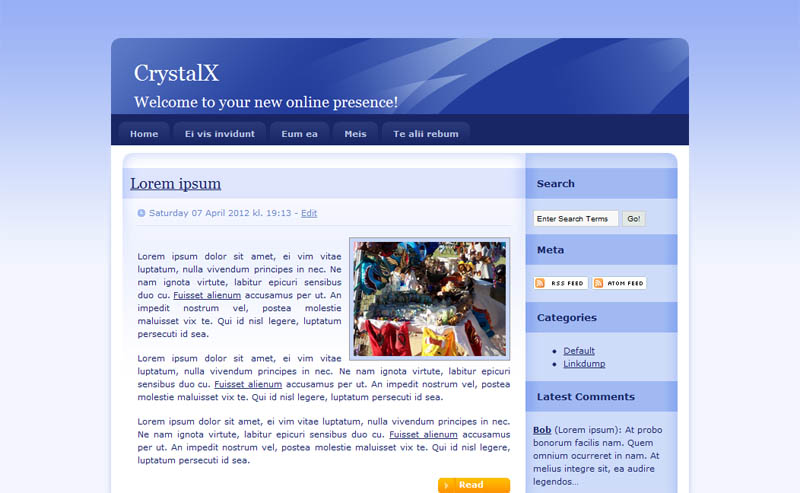 CrystalX
Welcome to your new online presence!
Home
Ei vis invidunt
Eum ea
Meis
Te alii rebum
Lorem ipsum
Saturday 07 April 2012 kl. 19:13 - Edit
Lorem ipsum dolor sit amet, ei vim vitae
luptatum, nulla vivendum principes in nec. Ne
nam ignota virtute, labitur epicuri sensibus
duo cu. Fuisset alienum accusamus per ut. An
impedit nostrum vel, postea molestie
maluisset vix te. Qui id nisl legere, luptatum
persecuti id sea.
Lorem ipsum dolor sit amet, ei vim vitae luptatum, nulla vivendum principes in nec.
Ne nam ignota virtute, labitur epicuri sensibus
duo cu. Fuisset alienum accusamus per ut. An impedit nostrum vel, postea
molestie maluisset vix te. Qui id nisl legere, luptatum persecuti id sea.
Lorem ipsum dolor sit amet, ei vim vitae luptatum, nulla vivendum principes in nec.
Ne nam ignota virtute, labitur epicuri sensibus duo cu. Fuisset alienum accusamus
per ut. An impedit nostrum vel, postea molestie maluisset vix te. Qui id nisl legere,
luptatum persecuti id sea.
Read
Search
Enter Search Terms
Go!
Meta
RSS FEED
ATOM FEED
Categories
Default
Linkdump
Latest Comments
Bob (Lorem ipsum): At probo
bonorum facilis nam. Quem
omnium ocurreret in nam. At
melius integre sit, ea audire
legendos...